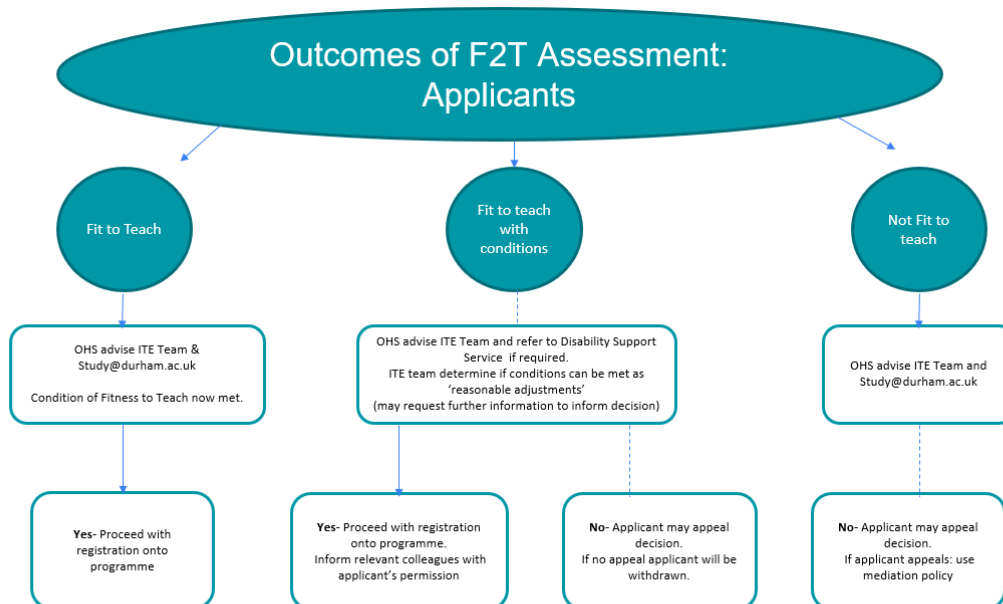 Outcomes of F2T Assessment:
Applicants
Fit to Teach
Fit to teach
with
conditions
Not Fit to
teach
OHS advise ITE Team &
Study@durham.ac.uk
Condition of Fitness to Teach now met.
OHS advise ITE Team and refer to Disability Support
Service if required.
ITE team determine if conditions can be met as
‘reasonable adjustments’
(may request further information to inform decision)
OHS advise ITE Team and
Study@durham.ac.uk
Yes- Proceed with
registration onto
programme
Yes- Proceed with registration
onto programme.
Inform relevant colleagues with
applicant’s permission
No- Applicant may appeal
decision.
If no appeal applicant will be
withdrawn.
No- Applicant may appeal
decision.
If applicant appeals: use
mediation policy